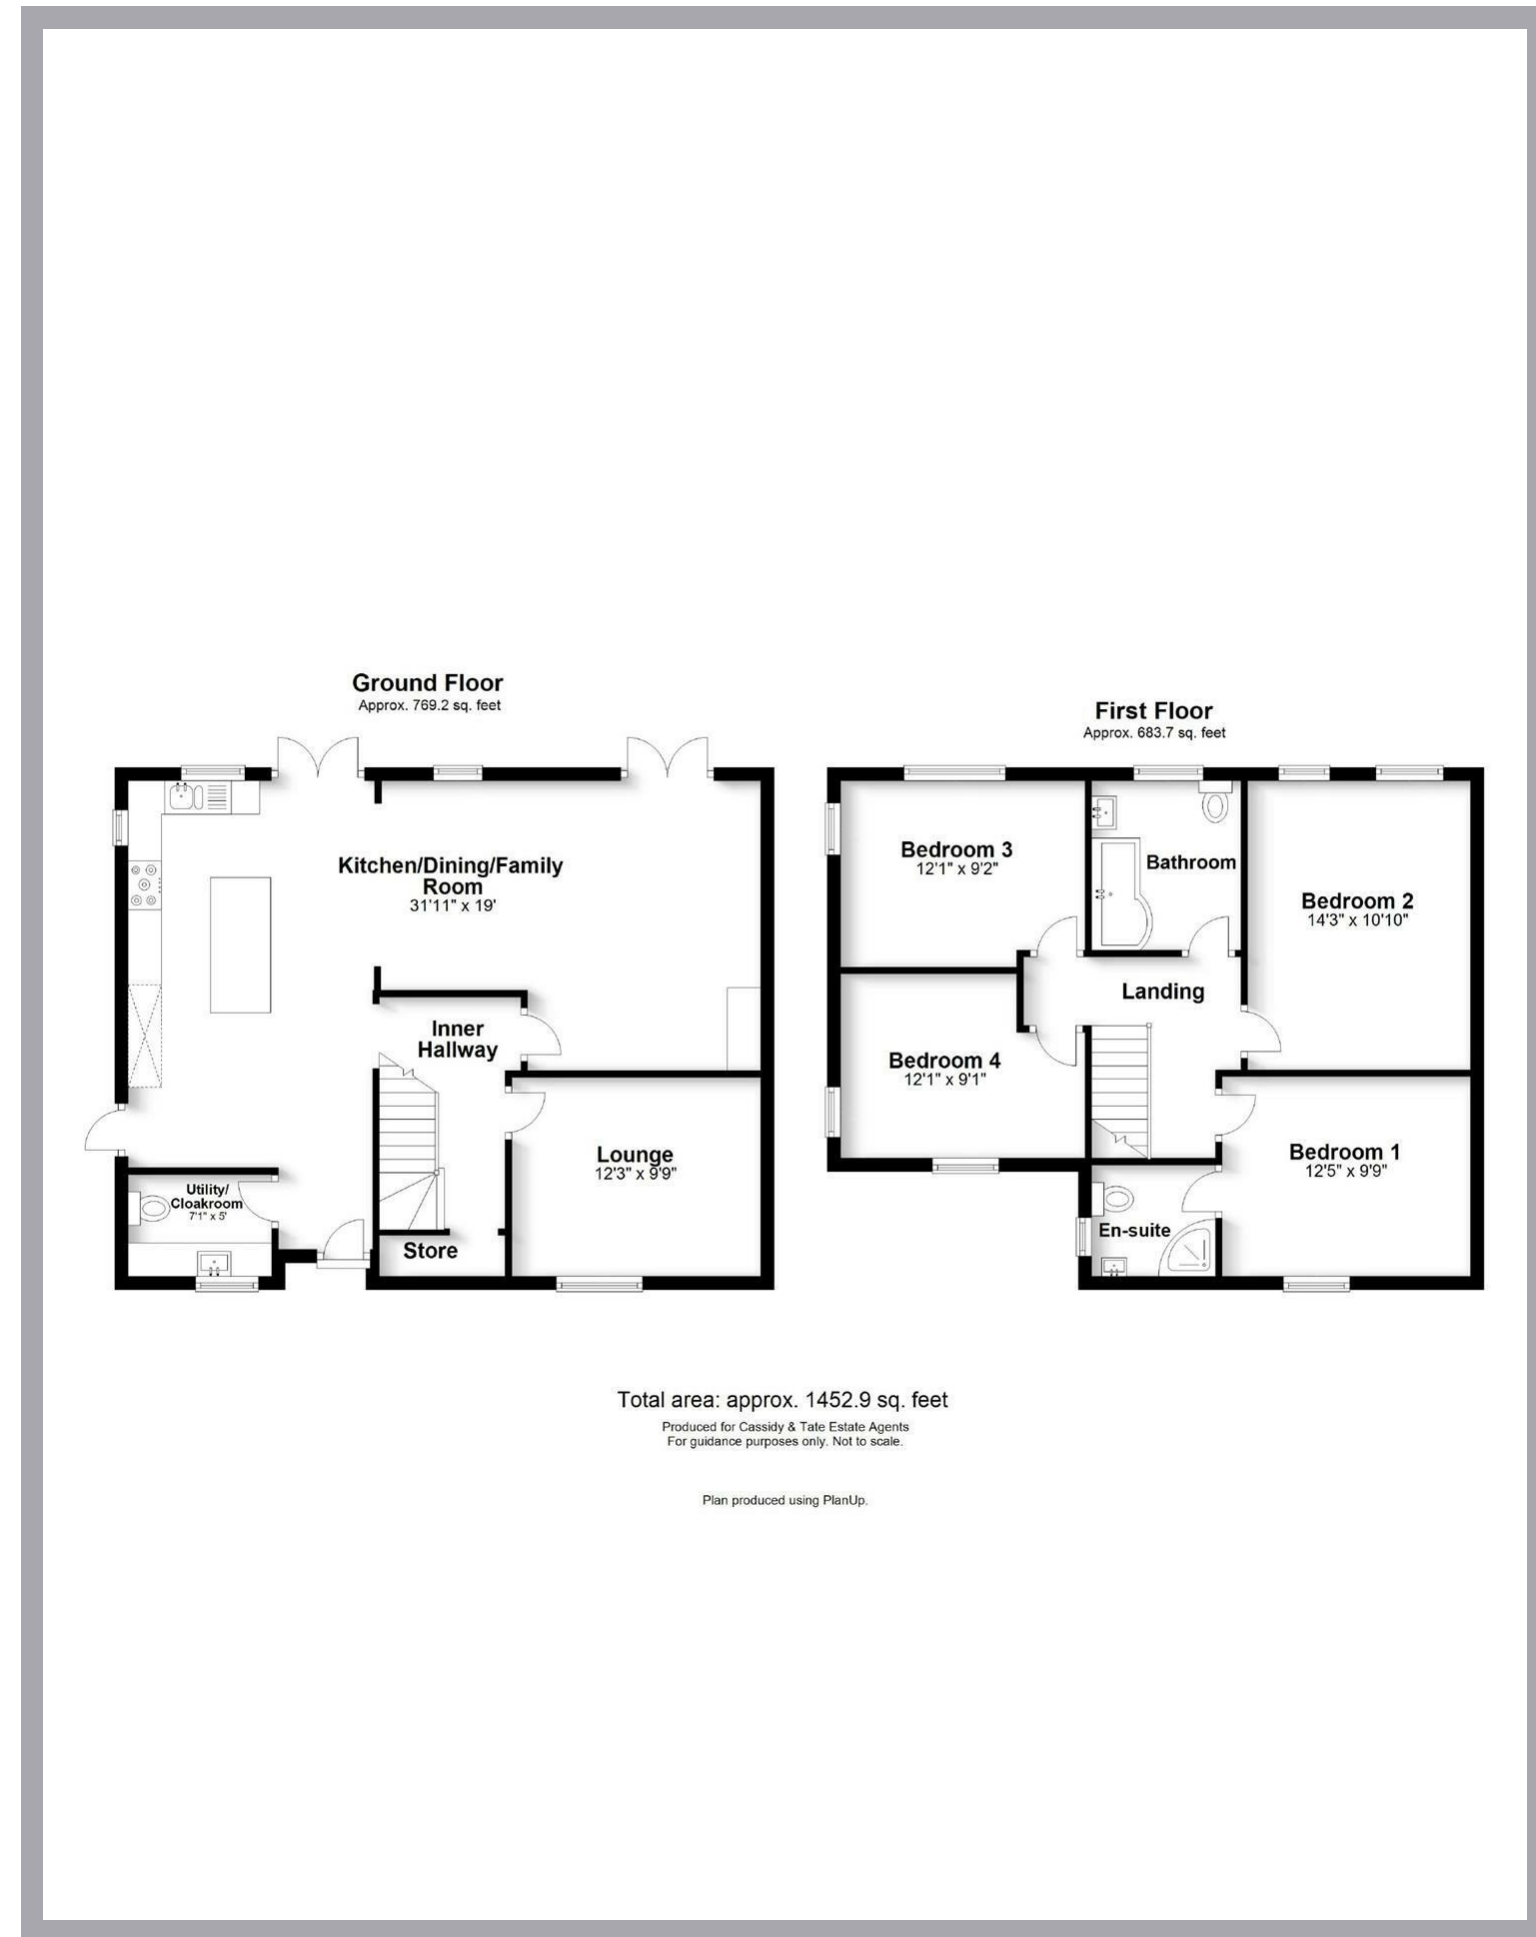 Ground Floor
Approx. 769.2 sq. feet
Kitchen/Dining/Family
Room
31'11" x 19'
Inner
Hallway
Lounge
12'3" x 9'9"
Utility/
Cloakroom
7'1" x 5'
Store
First Floor
Approx. 683.7 sq. feet
Bedroom 3
12'1" x 9'2"
Bathroom
Bedroom 2
14'3" x 10'10"
Landing
Bedroom 4
12'1" x 9'1"
Bedroom 1
12'5" x 9'9"
En-suite
Total area: approx. 1452.9 sq. feet
Produced for Cassidy & Tate Estate Agents
For guidance purposes only. Not to scale.
Plan produced using PlanUp.